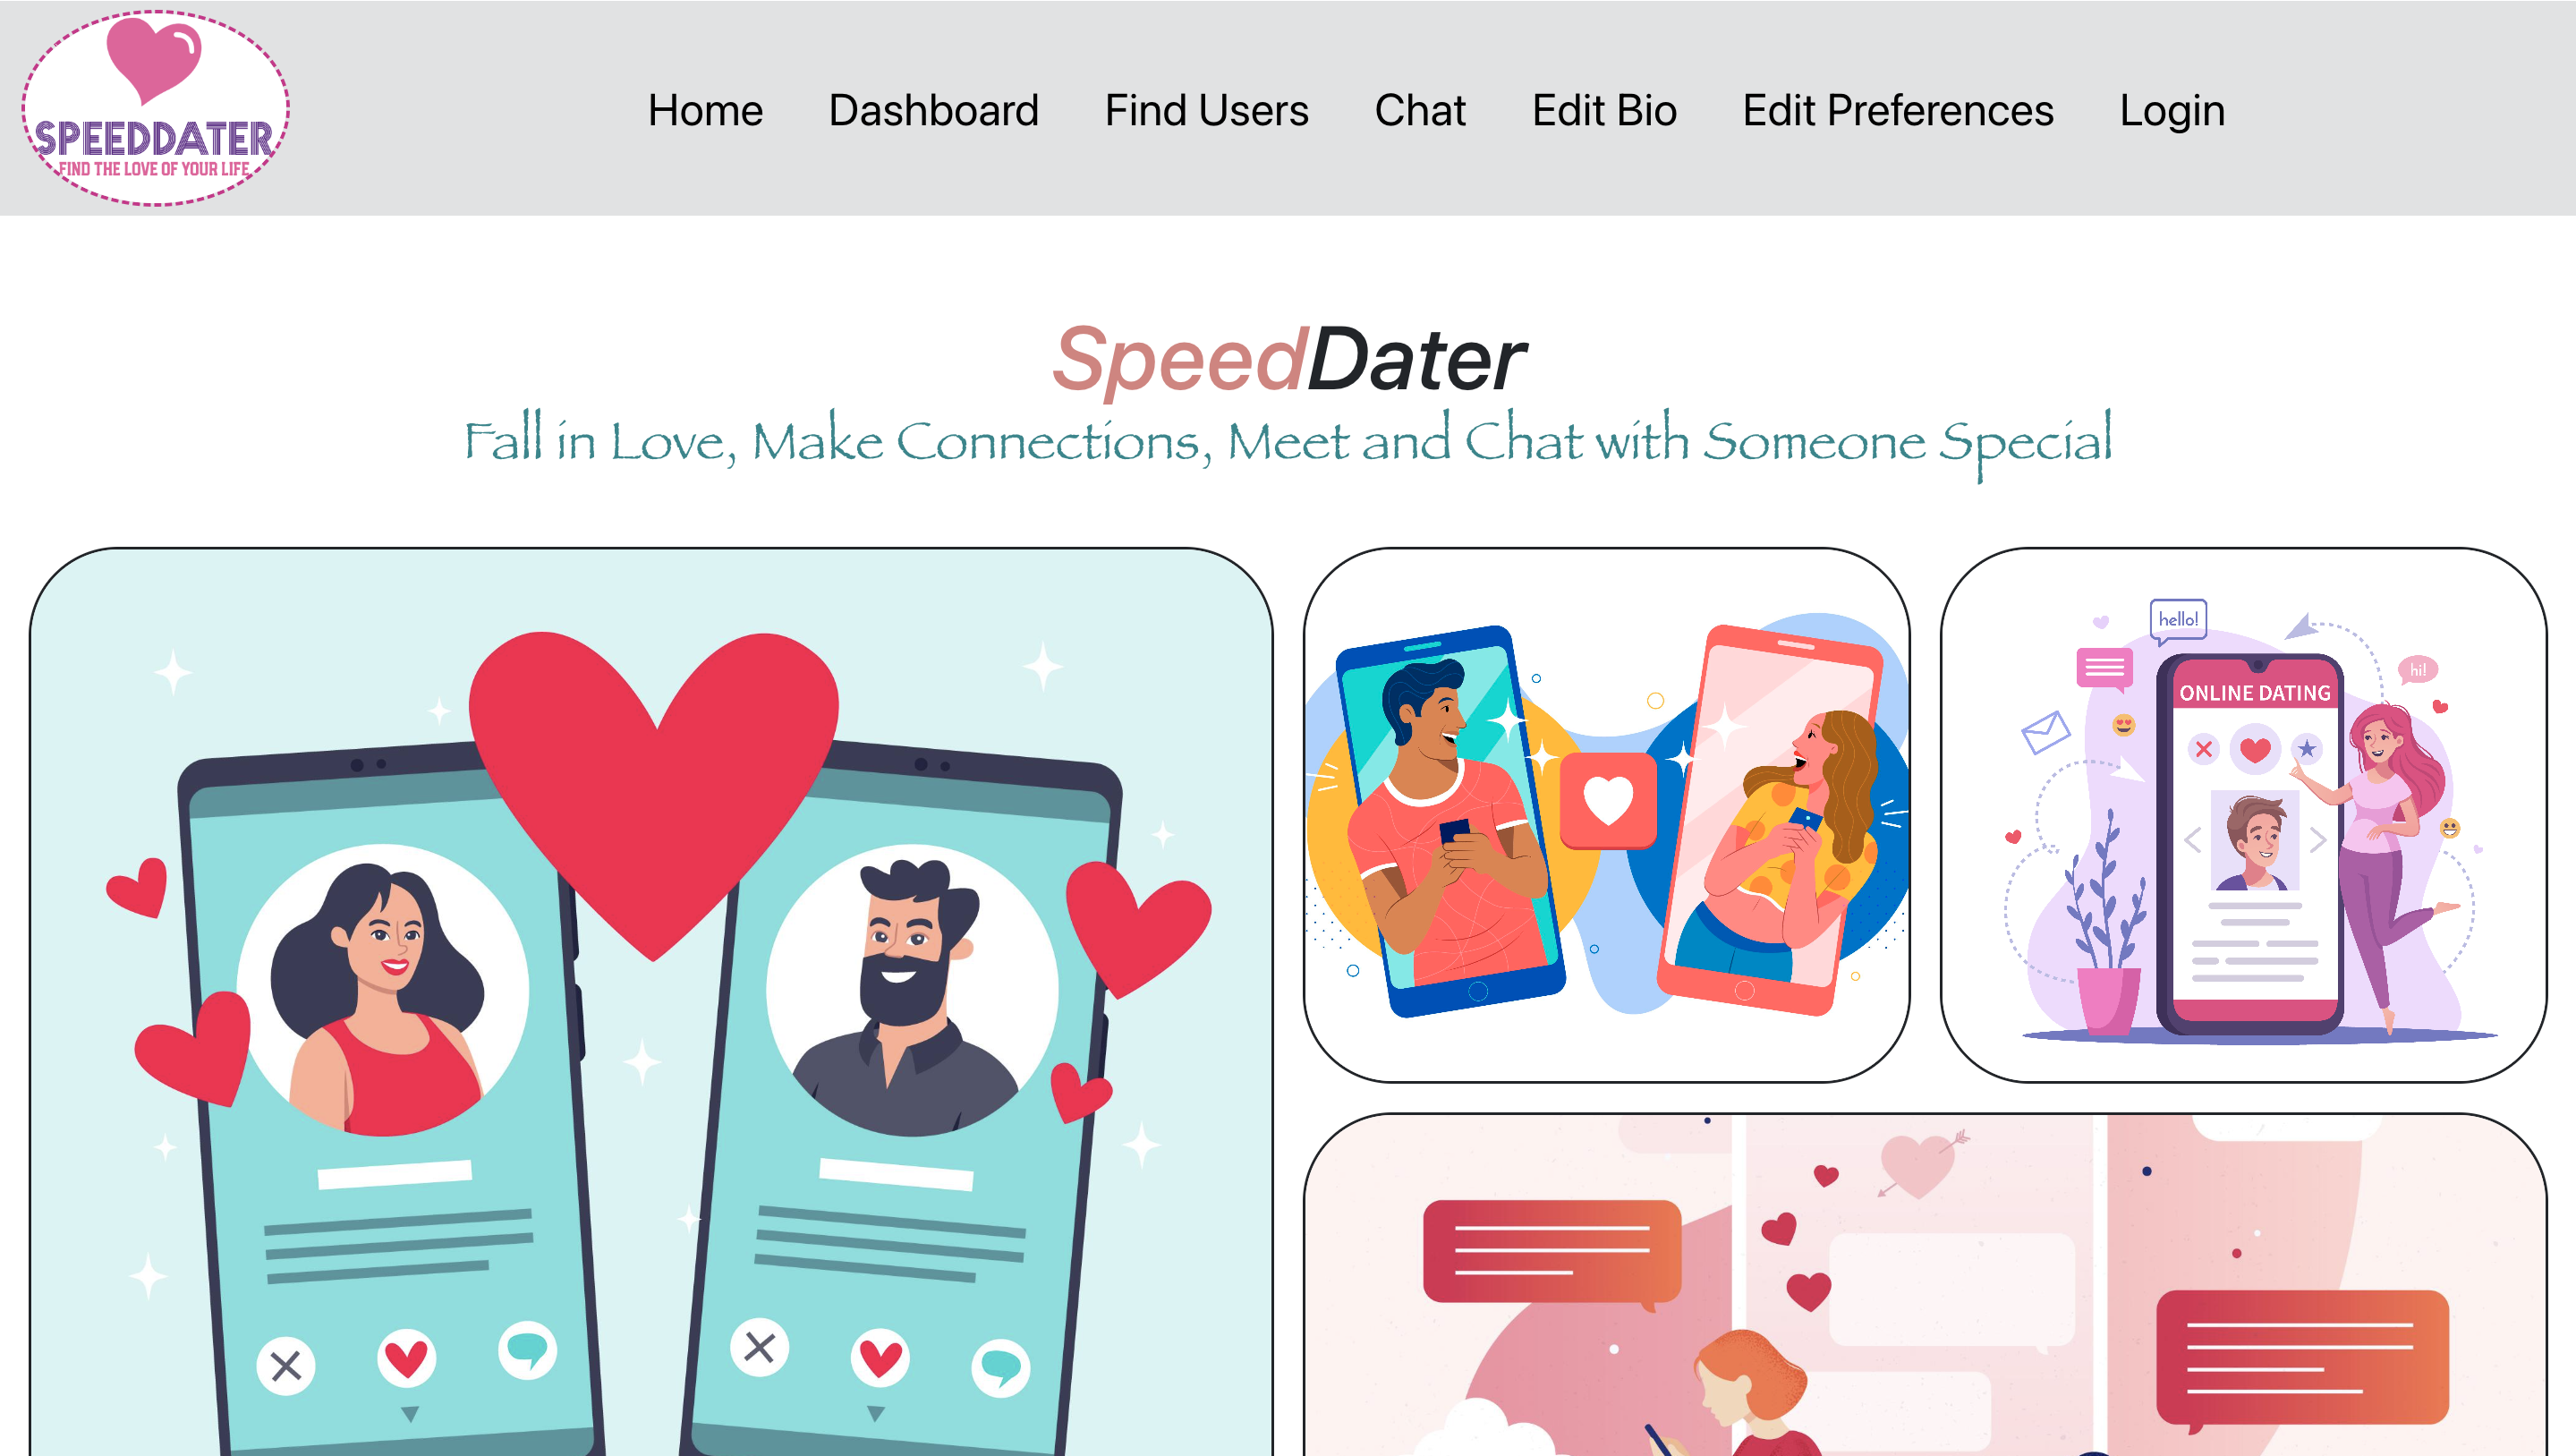 SPEEDDATER
FIND THE LOVE OF YOUR LIFE
Home Dashboard Find Users Chat Edit Bio Edit Preferences Login
SpeedDater
Fall in Love, Make Connections, Meet and Chat with Someone Special
hello!
hi!
ONLINE DATING